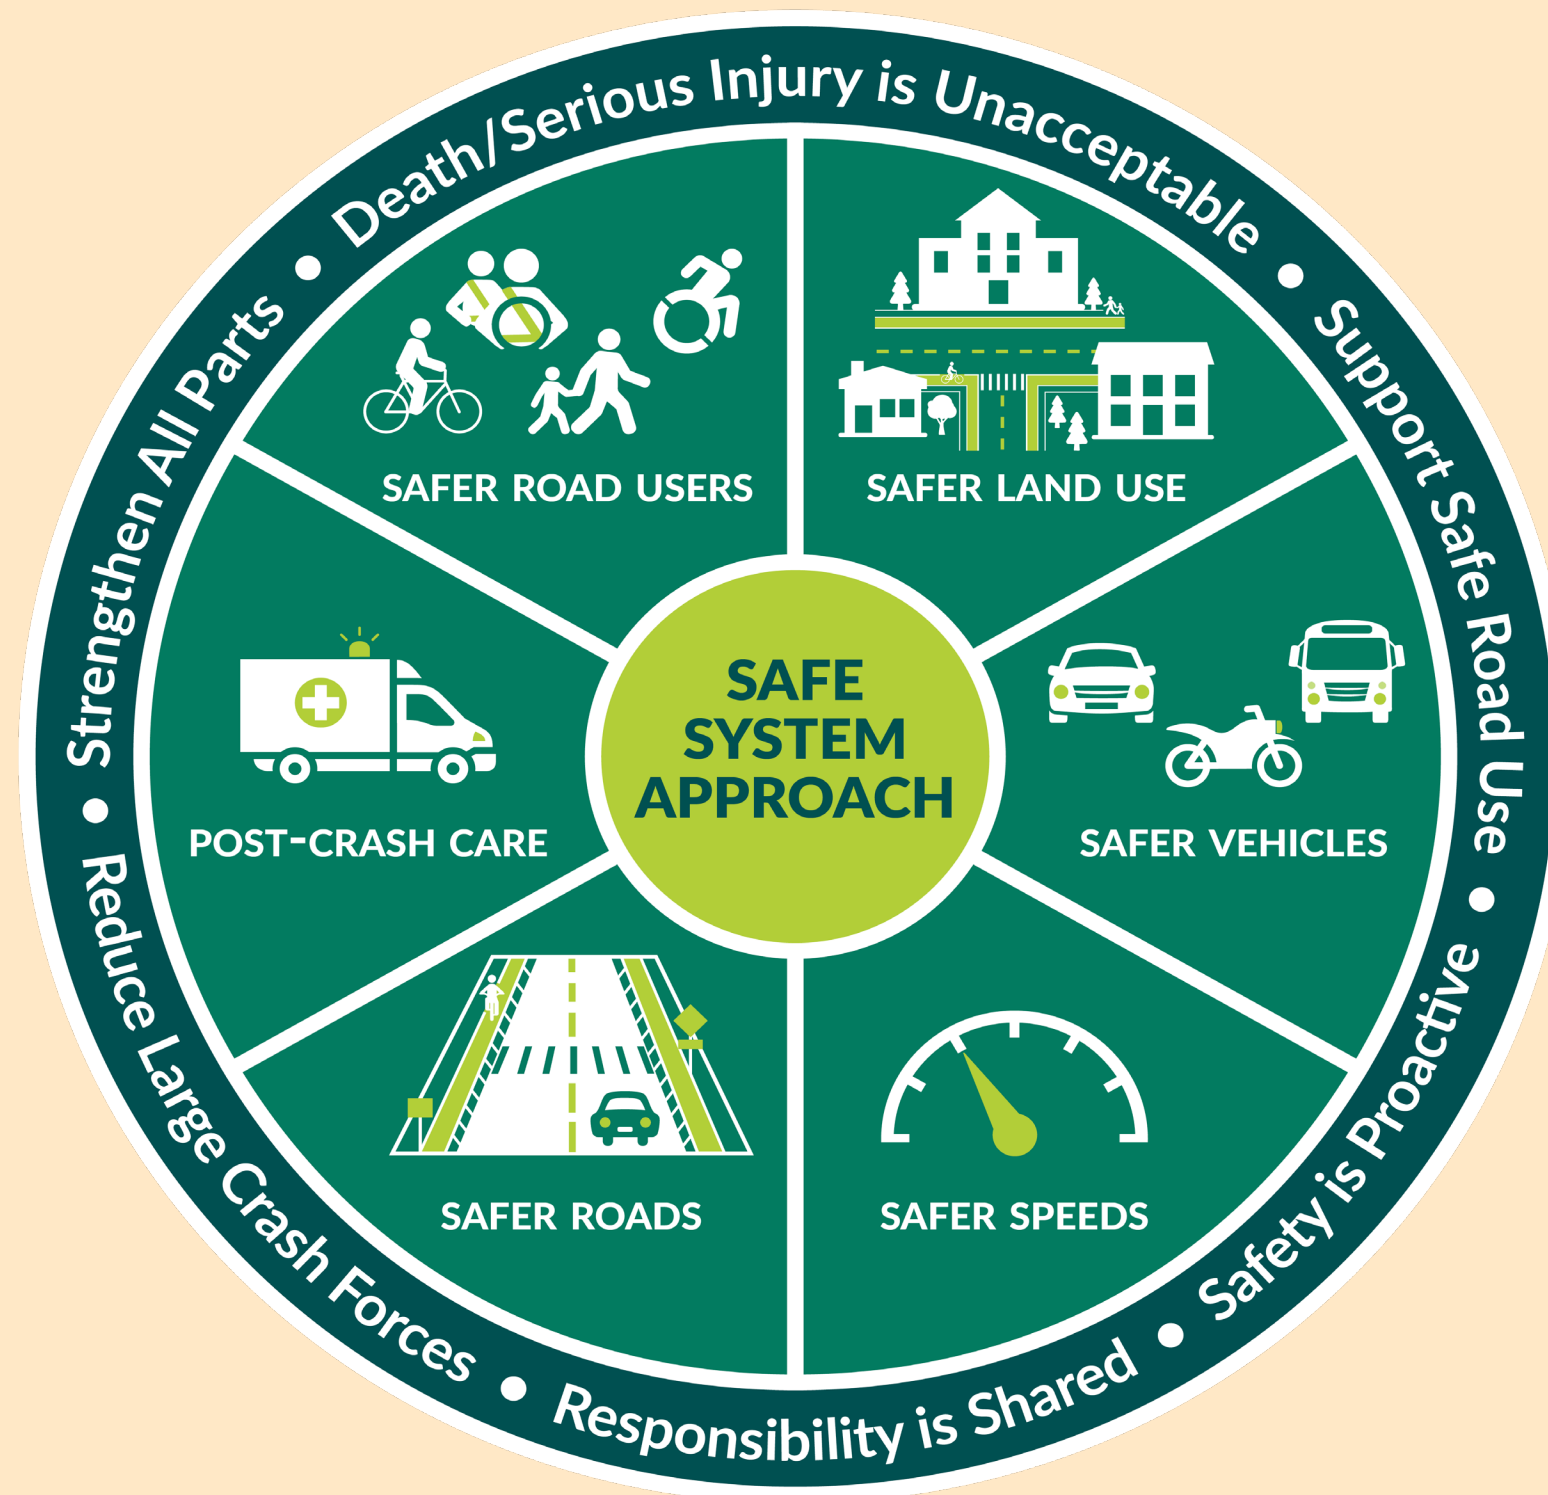 Death/Serious Injury is Unacceptable
Support Safe Road Use
Safety is Proactive
Responsibility is Shared
Reduce Large Crash Forces
Strengthen All Parts
SAFER ROAD USERS
SAFER LAND USE
SAFE
SYSTEM
APPROACH
POST-CRASH CARE
SAFER VEHICLES
SAFER ROADS
SAFER SPEEDS